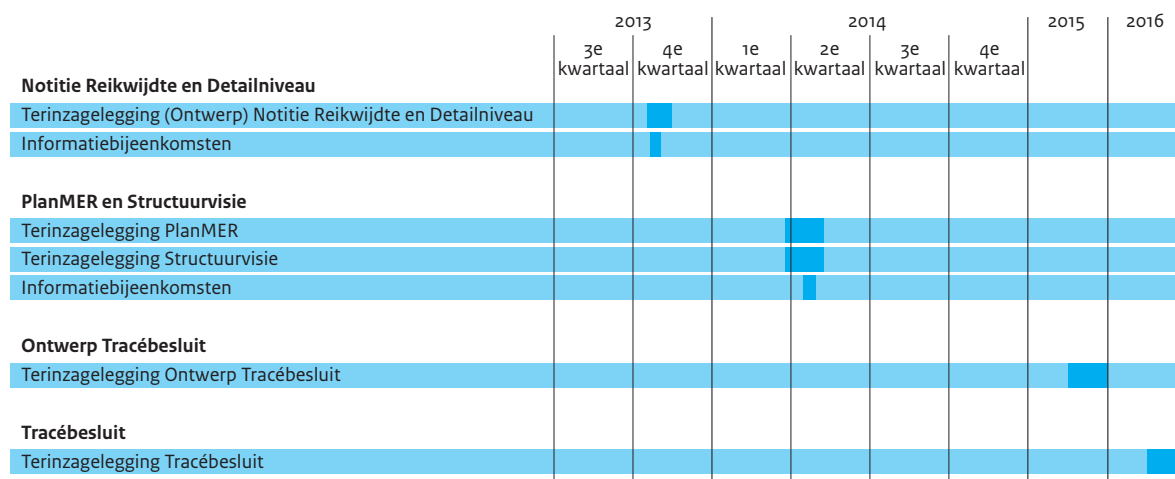 2013 2014 2015 2016
3e 4e 1e 2e 3e 4e
kwartaal kwartaal kwartaal kwartaal kwartaal kwartaal
Notitie Reikwijdte en Detailniveau
Terinzagelegging (Ontwerp) Notitie Reikwijdte en Detailniveau
Informatiebijeenkomsten
PlanMER en Structuurvisie
Terinzagelegging PlanMER
Terinzagelegging Structuurvisie
Informatiebijeenkomsten
Ontwerp Tracébesluit
Terinzagelegging Ontwerp Tracébesluit
Tracébesluit
Terinzagelegging Tracébesluit